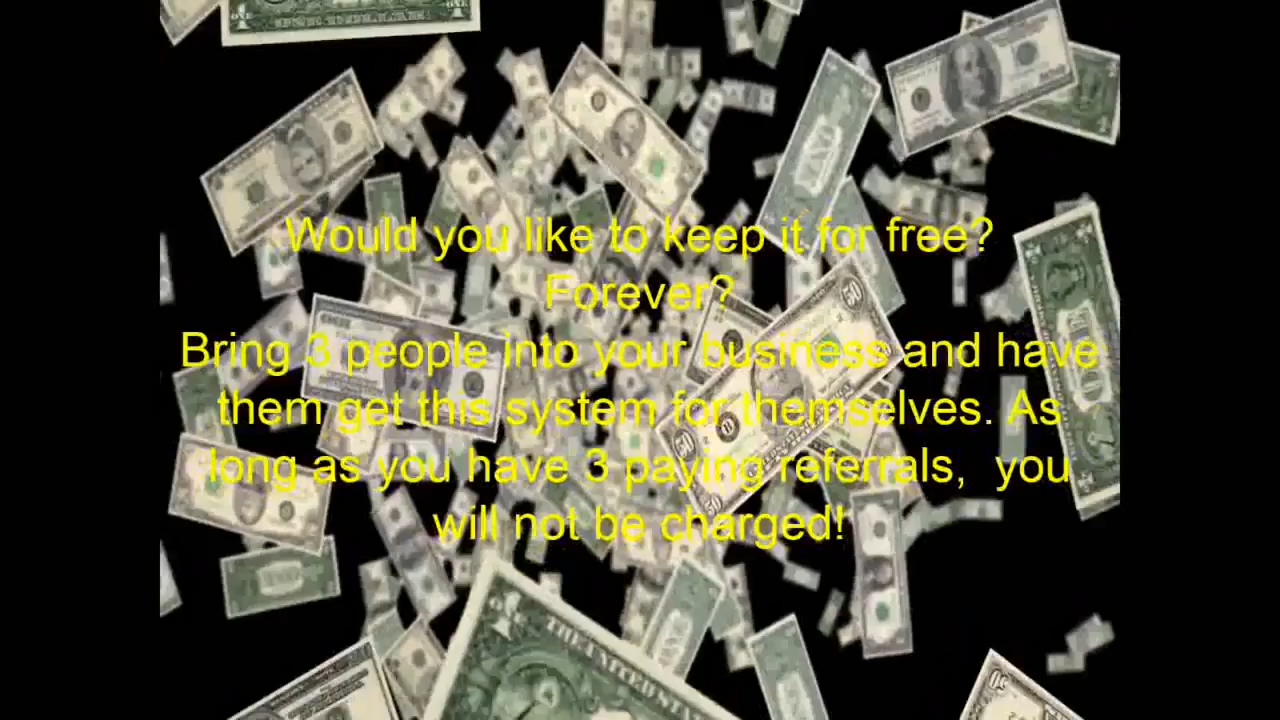 Would you like to keep it for free?
Forever?
Bring 3 people into your business and have
them get this system for themselves. As
long as you have 3 paying referrals,  you
will not be charged!